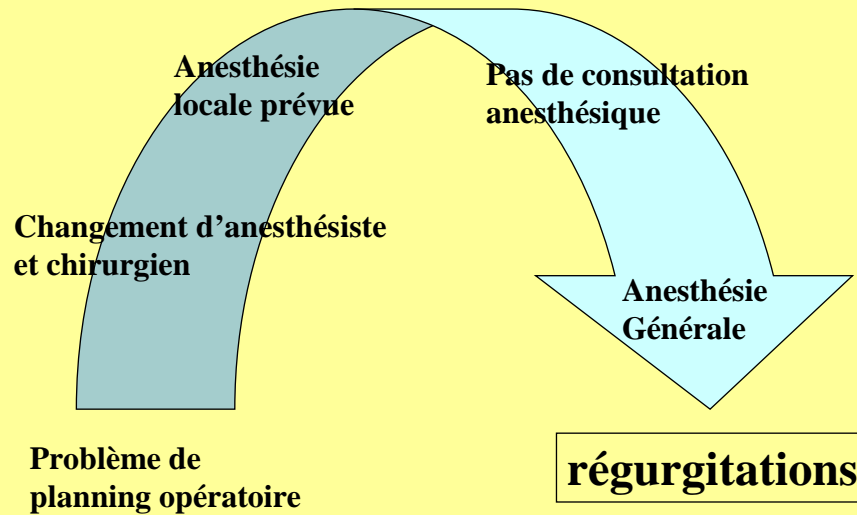 Anesthésie
locale prévue
Pas de consultation
anesthésique
Changement d’anesthésiste
et chirurgien
Anesthésie
Générale
Problème de
planning opératoire
régurgitations